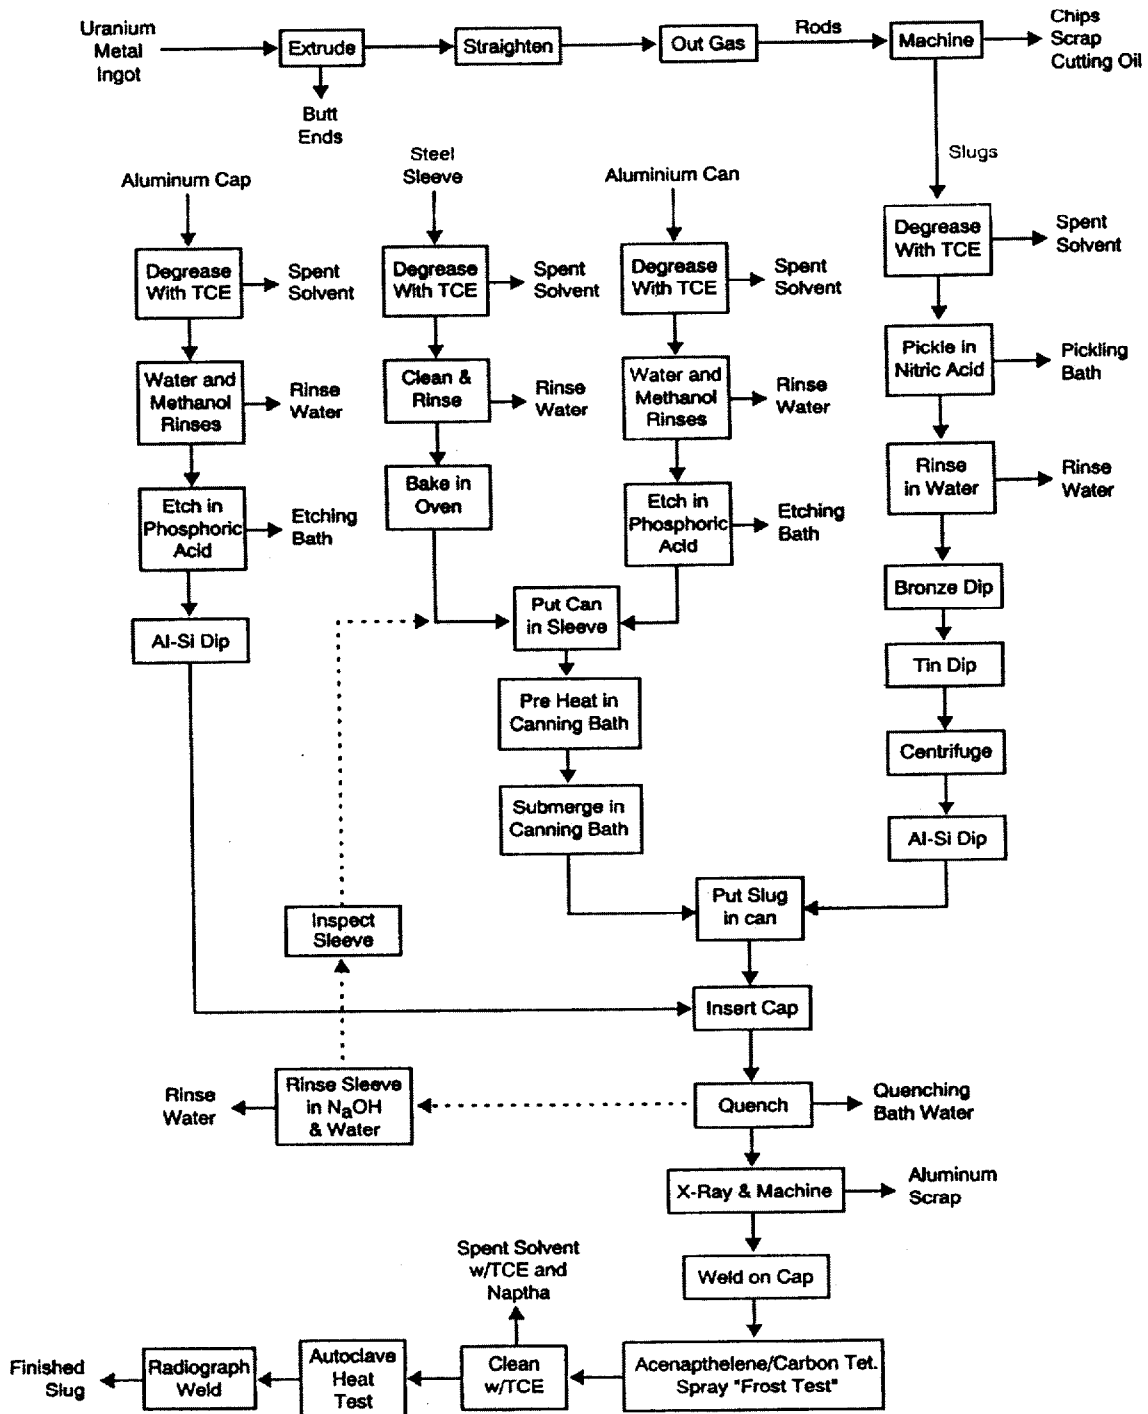 Uranium
Metal
Ingot
Extrude
Straighten
Out Gas
Rods
Machine
Chips
Scrap
Cutting Oil
Butt
Ends
Slugs
Aluminum Cap
Steel
Sleeve
Aluminium Can
Degrease
With TCE
Spent
Solvent
Degrease
With TCE
Spent
Solvent
Degrease
With TCE
Spent
Solvent
Degrease
With TCE
Spent
Solvent
Water and
Methanol
Rinses
Rinse
Water
Clean &
Rinse
Rinse
Water
Water and
Methanol
Rinses
Rinse
Water
Pickle in
Nitric Acid
Pickling
Bath
Etch in
Phosphoric
Acid
Etching
Bath
Bake in
Oven
Etch in
Phosphoric
Acid
Etching
Bath
Rinse
in Water
Rinse
Water
Al-Si Dip
Put Can
in Sleeve
Bronze Dip
Pre Heat in
Canning Bath
Tin Dip
Submerge in
Canning Bath
Centrifuge
Al-Si Dip
Inspect
Sleeve
Put Slug
in can
Insert Cap
Rinse
Water
Rinse Sleeve
in NaOH
& Water
Quench
Quenching
Bath Water
X-Ray & Machine
Aluminum
Scrap
Weld on Cap
Spent Solvent
w/TCE and
Naptha
Finished
Slug
Radiograph
Weld
Autoclave
Heat
Test
Clean
w/TCE
Acenapthelene/Carbon Tet.
Spray "Frost Test"